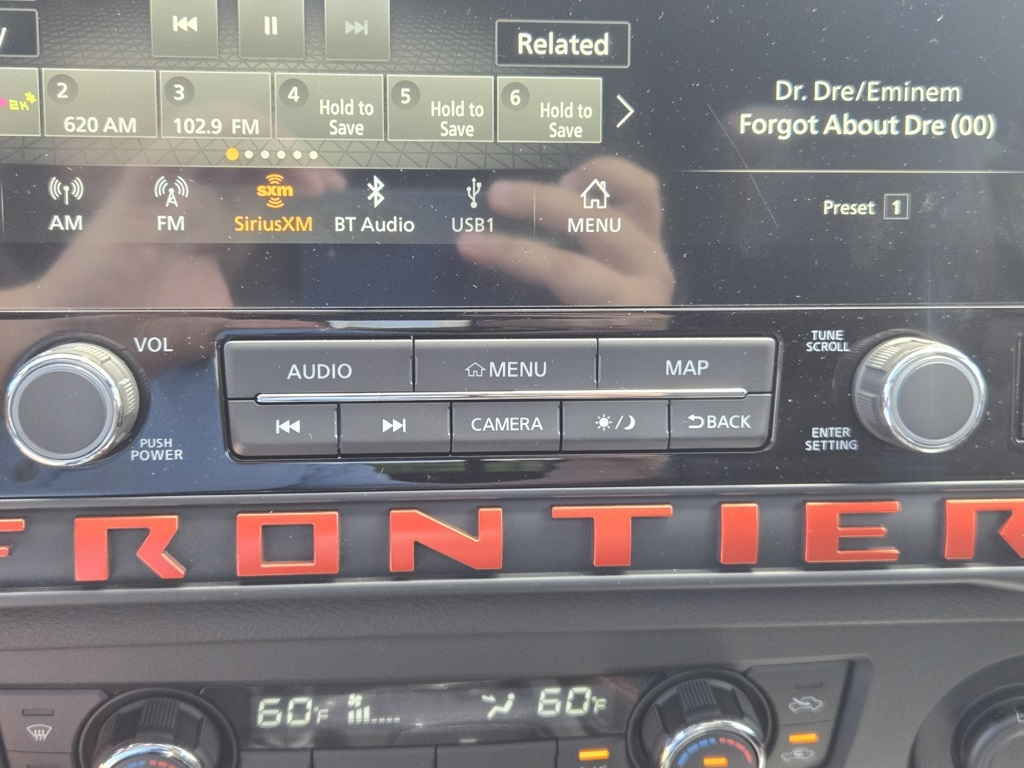 Related
Dr. Dre/Eminem
Forgot About Dre (00)
2
620 AM
3
102.9 FM
4
Hold to
Save
5
Hold to
Save
6
Hold to
Save
AM
FM
sxm
SiriusXM
BT Audio
USB1
MENU
Preset 1
VOL
PUSH
POWER
AUDIO
MENU
MAP
CAMERA
BACK
TUNE
SCROLL
ENTER
SETTING
FRONTIER
60°F
60°F